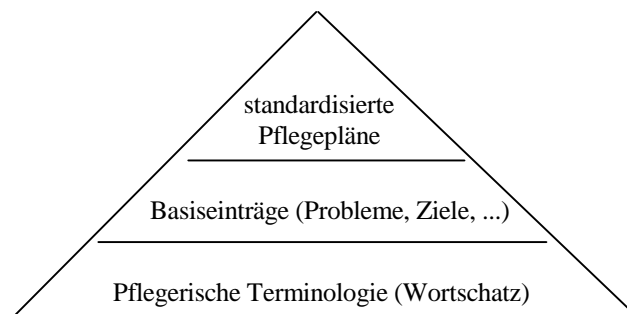 standardisierte
Pflegepläne
Basiseinträge (Probleme, Ziele, ...)
Pflegerische Terminologie (Wortschatz)